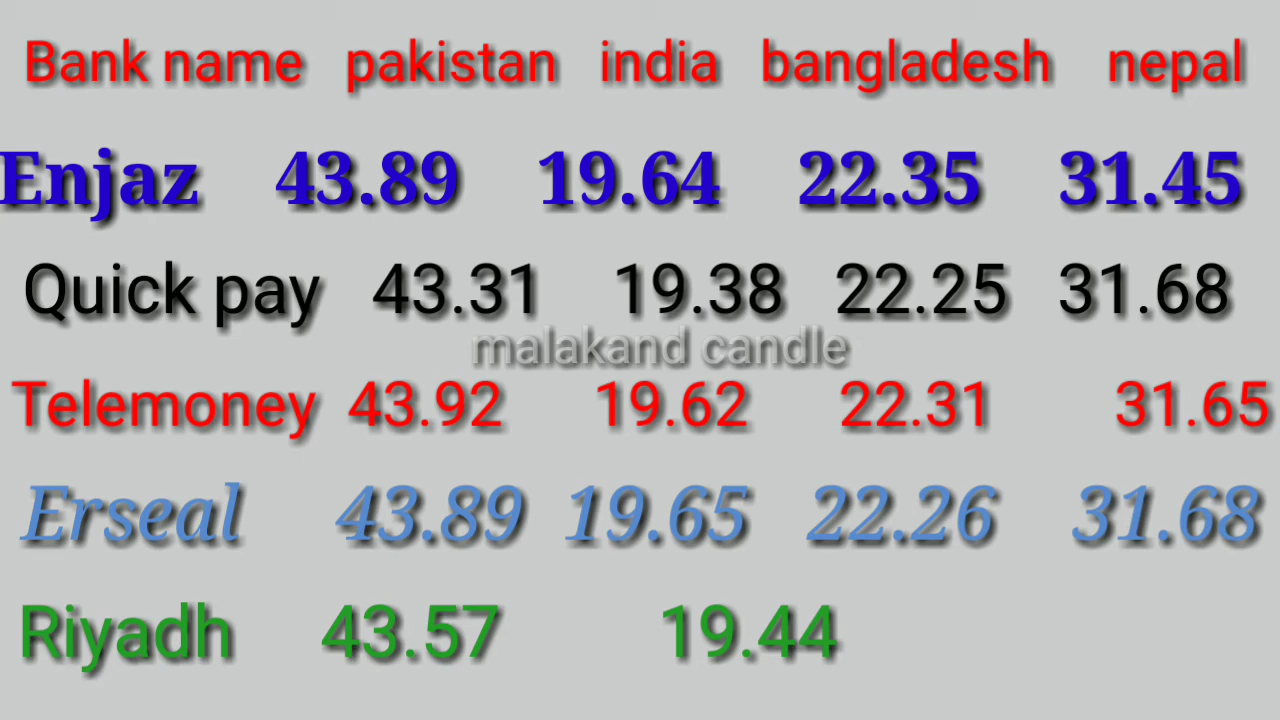 Bank name pakistan india bangladesh nepal
Enjaz 43.89 19.64 22.35 31.45
Quick pay 43.31 19.38 22.25 31.68
malakand candle
Telemoney 43.92 19.62 22.31 31.65
Erseal 43.89 19.65 22.26 31.68
Riyadh 43.57 19.44